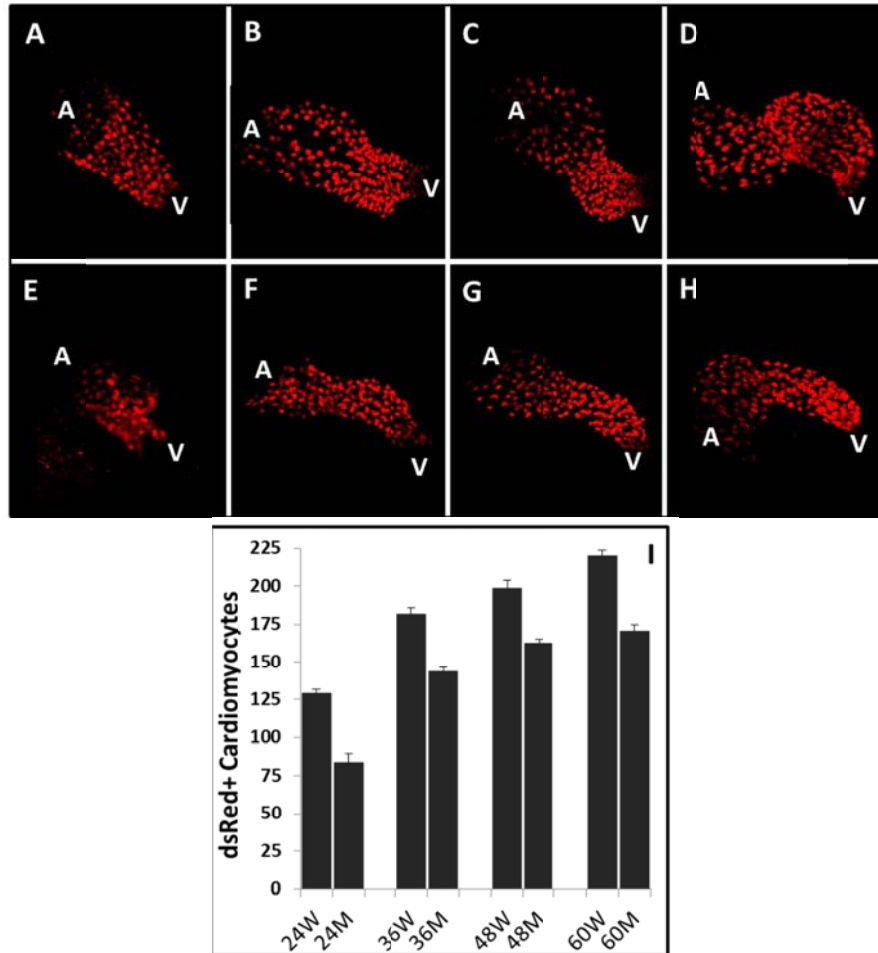 A B C D
A A A A
V V V V
E F G H
A A A A
V V V V
I
dsRed+ Cardiomyocytes
225
200
175
150
125
100
75
50
25
0
24W 24M 36W 36M 48W 48M 60W 60M